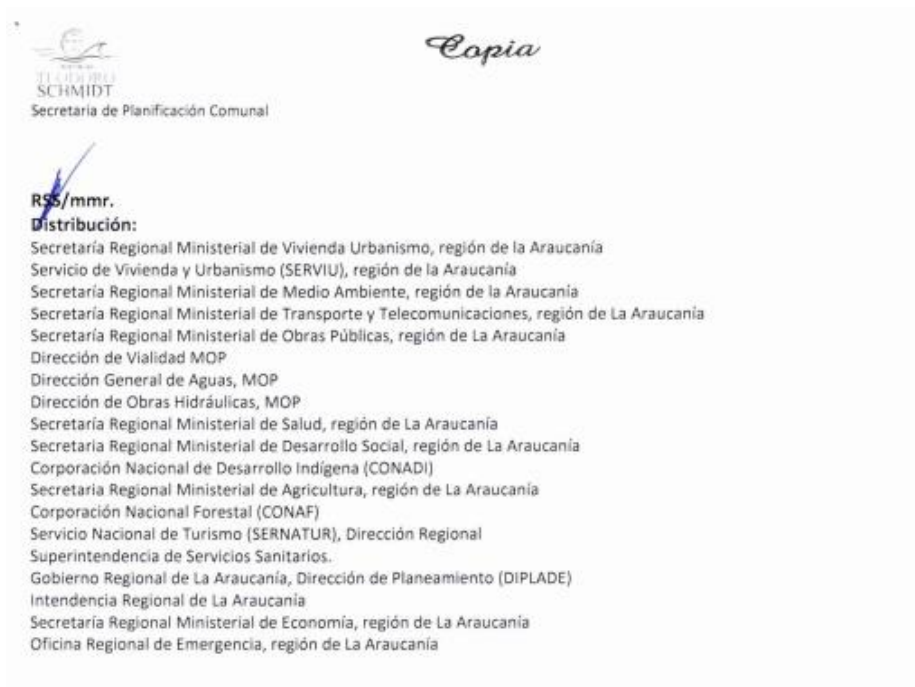 Copia
TEODORO
SCHMIDT
Secretaria de Planificación Comunal
RSS/mmr.
Distribución:
Secretaría Regional Ministerial de Vivienda Urbanismo, región de la Araucanía
Servicio de Vivienda y Urbanismo (SERVIU), región de la Araucanía
Secretaría Regional Ministerial de Medio Ambiente, región de la Araucanía
Secretaría Regional Ministerial de Transporte y Telecomunicaciones, región de La Araucanía
Secretaría Regional Ministerial de Obras Públicas, región de La Araucanía
Dirección de Vialidad MOP
Dirección General de Aguas, MOP
Dirección de Obras Hidráulicas, MOP
Secretaría Regional Ministerial de Salud, región de La Araucanía
Secretaria Regional Ministerial de Desarrollo Social, región de La Araucanía
Corporación Nacional de Desarrollo Indígena (CONADI)
Secretaria Regional Ministerial de Agricultura, región de La Araucanía
Corporación Nacional Forestal (CONAF)
Servicio Nacional de Turismo (SERNATUR), Dirección Regional
Superintendencia de Servicios Sanitarios.
Gobierno Regional de La Araucanía, Dirección de Planeamiento (DIPLADE)
Intendencia Regional de La Araucanía
Secretaría Regional Ministerial de Economía, región de La Araucanía
Oficina Regional de Emergencia, región de La Araucanía